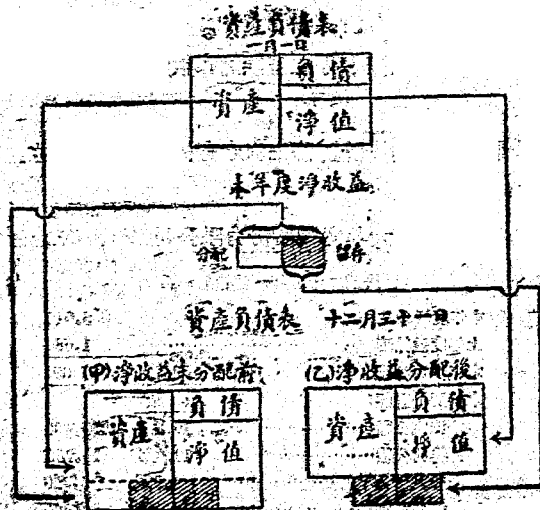 資產負債表
一月一日
負債
資產
淨值
本年度淨收益
分配
留存
資產負債表 十二月三十一日
(甲)淨收益未分配前
負債
資產
淨值
(乙)淨收益分配後
負債
資產
淨值